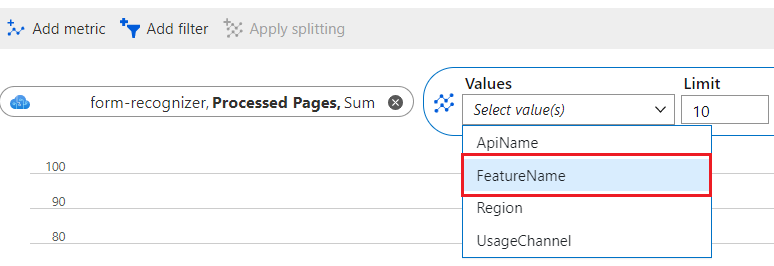 Add metric Add filter Apply splitting
Values Limit
form-recognizer, Processed Pages, Sum Select value(s) 10
ApiName
FeatureName
Region
UsageChannel
100
90
80